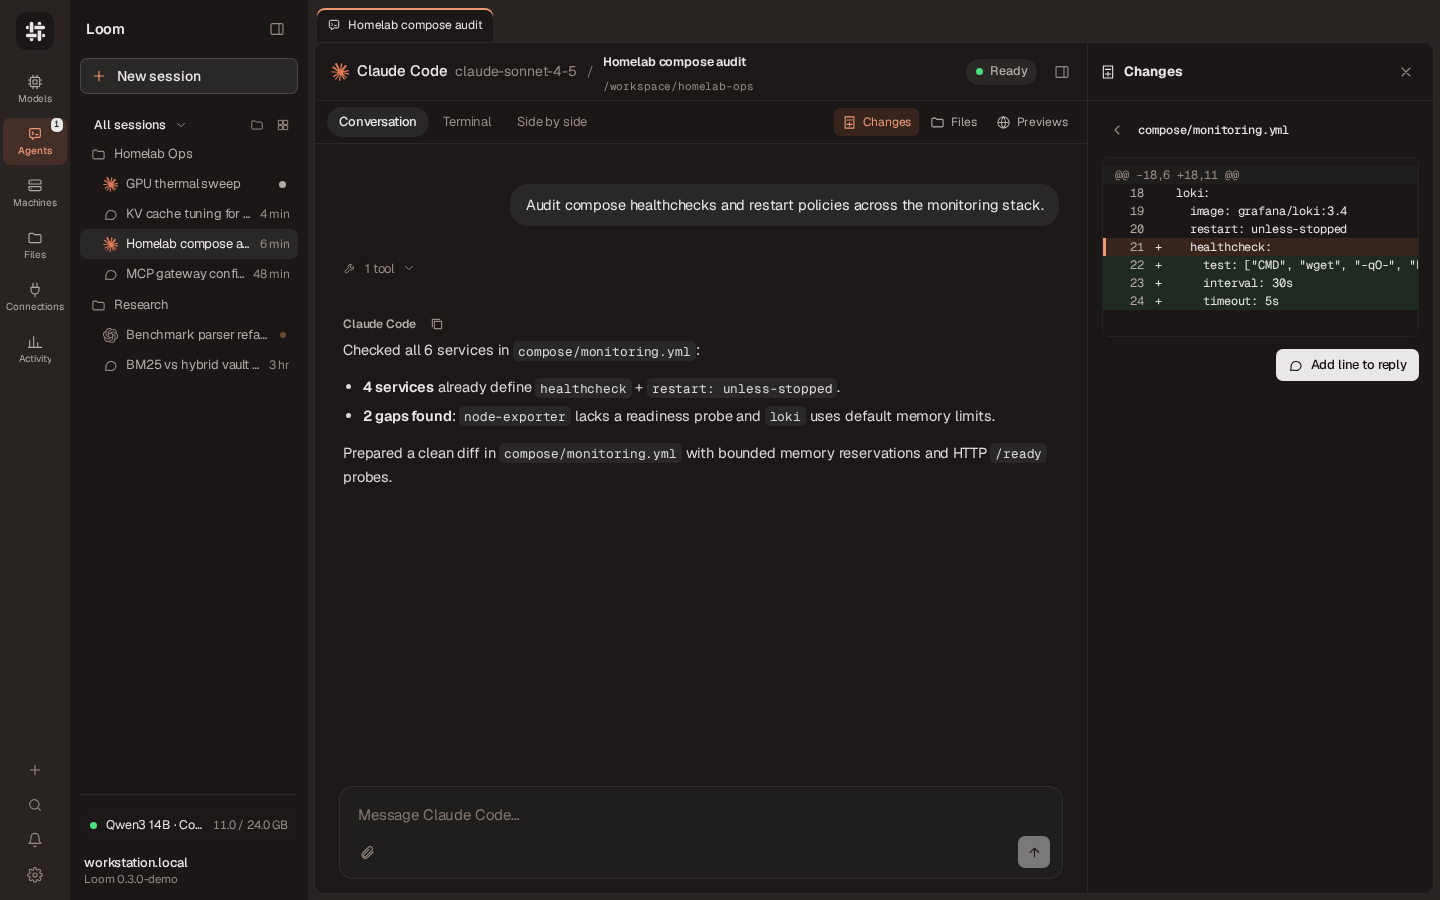 Models
Agents
1
Machines
Files
Connections
Activity
Loom
New session
All sessions
Homelab Ops
GPU thermal sweep
KV cache tuning for ... 4 min
Homelab compose a... 6 min
MCP gateway confi... 48 min
Research
Benchmark parser refa...
BM25 vs hybrid vault ... 3 hr
Qwen3 14B · Co... 11.0 / 24.0 GB
workstation.local
Loom 0.3.0-demo
Homelab compose audit
Claude Code claude-sonnet-4-5 /
Homelab compose audit
/workspace/homelab-ops
Ready
Conversation Terminal Side by side
Changes Files Previews
Audit compose healthchecks and restart policies across the monitoring stack.
1 tool
Claude Code
Checked all 6 services in compose/monitoring.yml:
• 4 services already define healthcheck + restart: unless-stopped.
• 2 gaps found: node-exporter lacks a readiness probe and loki uses default memory limits.
Prepared a clean diff in compose/monitoring.yml with bounded memory reservations and HTTP /ready
probes.
Message Claude Code...
Changes
compose/monitoring.yml
@@ -18,6 +18,11 @@
18 loki:
19 image: grafana/loki:3.4
20 restart: unless-stopped
21 + healthcheck:
22 + test: ["CMD", "wget", "-qO-", "
23 + interval: 30s
24 + timeout: 5s
Add line to reply